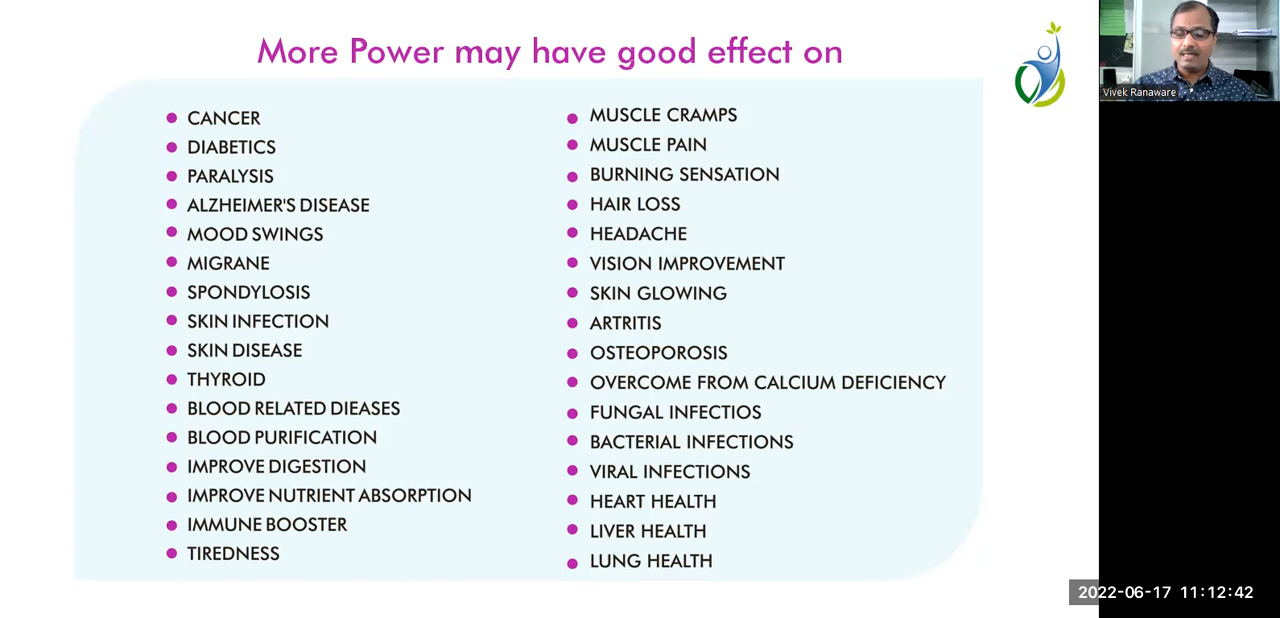 More Power may have good effect on
CANCER
DIABETICS
PARALYSIS
ALZHEIMER'S DISEASE
MOOD SWINGS
MIGRANE
SPONDYLOSIS
SKIN INFECTION
SKIN DISEASE
THYROID
BLOOD RELATED DIEASES
BLOOD PURIFICATION
IMPROVE DIGESTION
IMPROVE NUTRIENT ABSORPTION
IMMUNE BOOSTER
TIREDNESS
MUSCLE CRAMPS
MUSCLE PAIN
BURNING SENSATION
HAIR LOSS
HEADACHE
VISION IMPROVEMENT
SKIN GLOWING
ARTRITIS
OSTEOPOROSIS
OVERCOME FROM CALCIUM DEFICIENCY
FUNGAL INFECTIOS
BACTERIAL INFECTIONS
VIRAL INFECTIONS
HEART HEALTH
LIVER HEALTH
LUNG HEALTH
Vivek Ranaware
2022-06-17 11:12:42